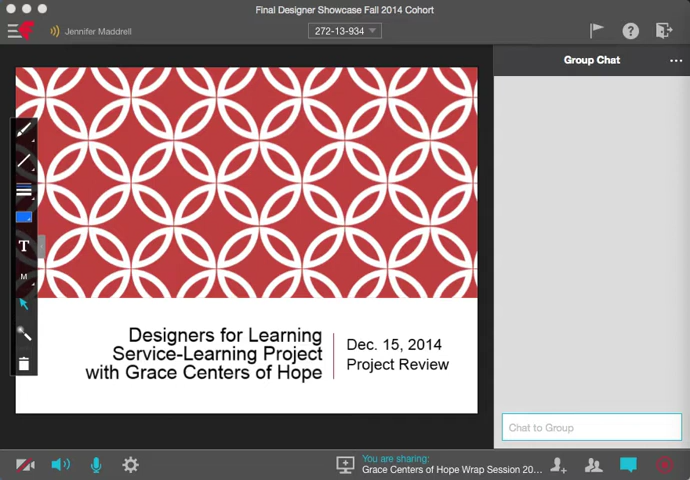 Final Designer Showcase Fall 2014 Cohort
Jennifer Maddrell
272-13-934
Group Chat
T
M
Designers for Learning
Service-Learning Project
with Grace Centers of Hope
Dec. 15, 2014
Project Review
Chat to Group
You are sharing:
Grace Centers of Hope Wrap Session 20...